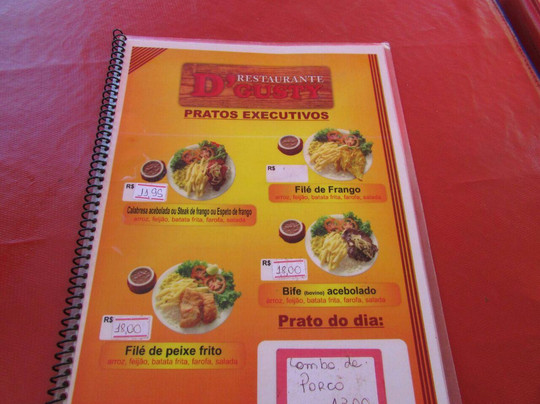 RESTAURANTE
D'GUSTY
PRATOS EXECUTIVOS
R$ 11,95
Calabresa acebolada ou Steak de frango ou Espeto de frango
arroz, feijão, batata frita, farofa, salada
R$
Filé de Frango
arroz, feijão, batata frita, farofa, salada
R$ 18,00
Filé de peixe frito
arroz, feijão, batata frita, farofa, salada
R$ 18,00
Bife (Bovino) acebolado
arroz, feijão, batata frita, farofa, salada
Prato do dia:
Lombo de
Porco